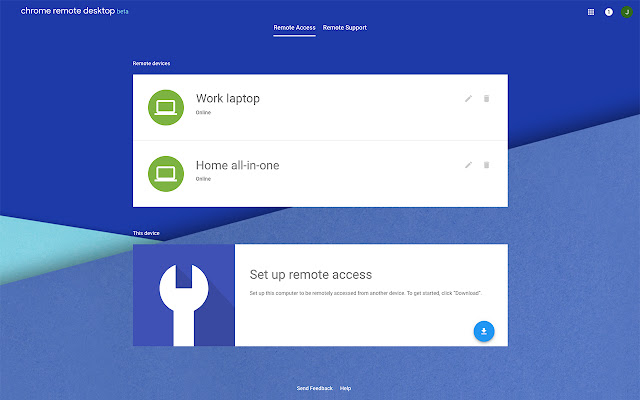 chrome remote desktop beta
J
Remote Access Remote Support
Remote devices
Work laptop
Online
Home all-in-one
Online
This device
Set up remote access
Set up this computer to be remotely accessed from another device. To get started, click "Download".
Send Feedback Help